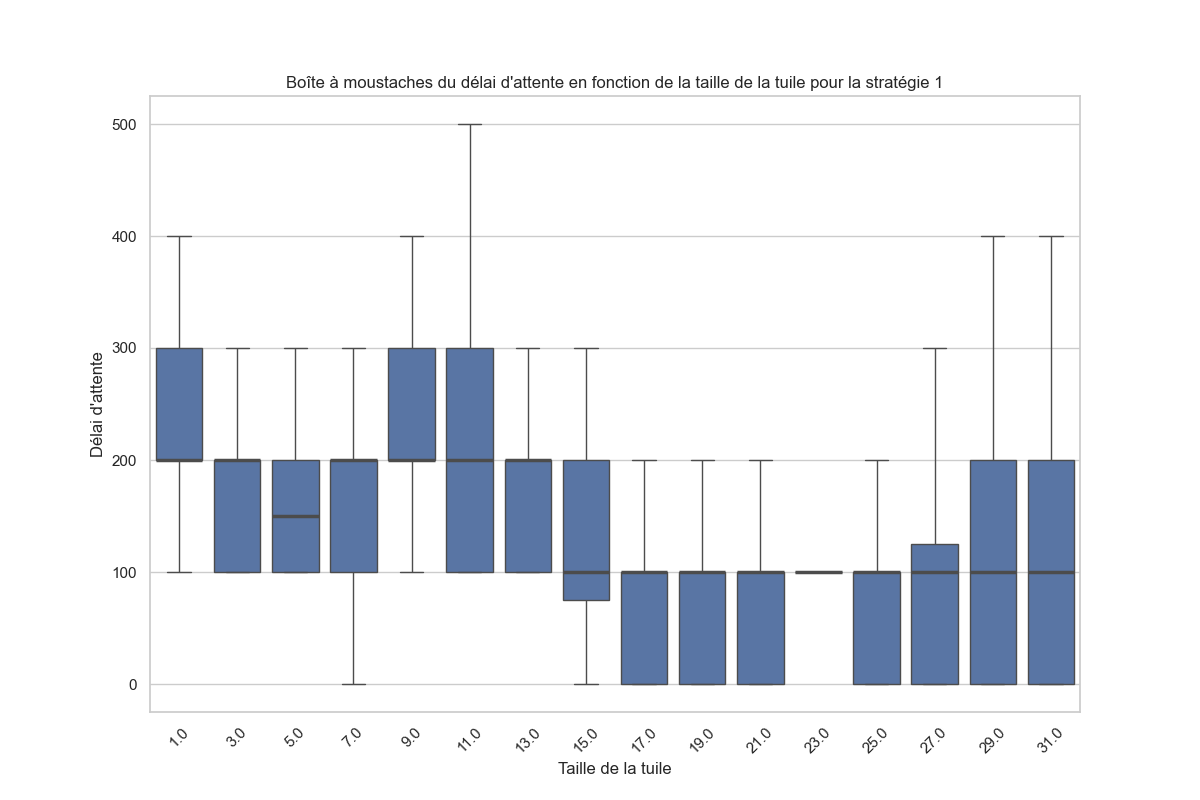 Boîte à moustaches du délai d'attente en fonction de la taille de la tuile pour la stratégie 1
500
400
300
200
100
0
Délai d'attente
1.0 3.0 5.0 7.0 9.0 11.0 13.0 15.0 17.0 19.0 21.0 23.0 25.0 27.0 29.0 31.0
Taille de la tuile